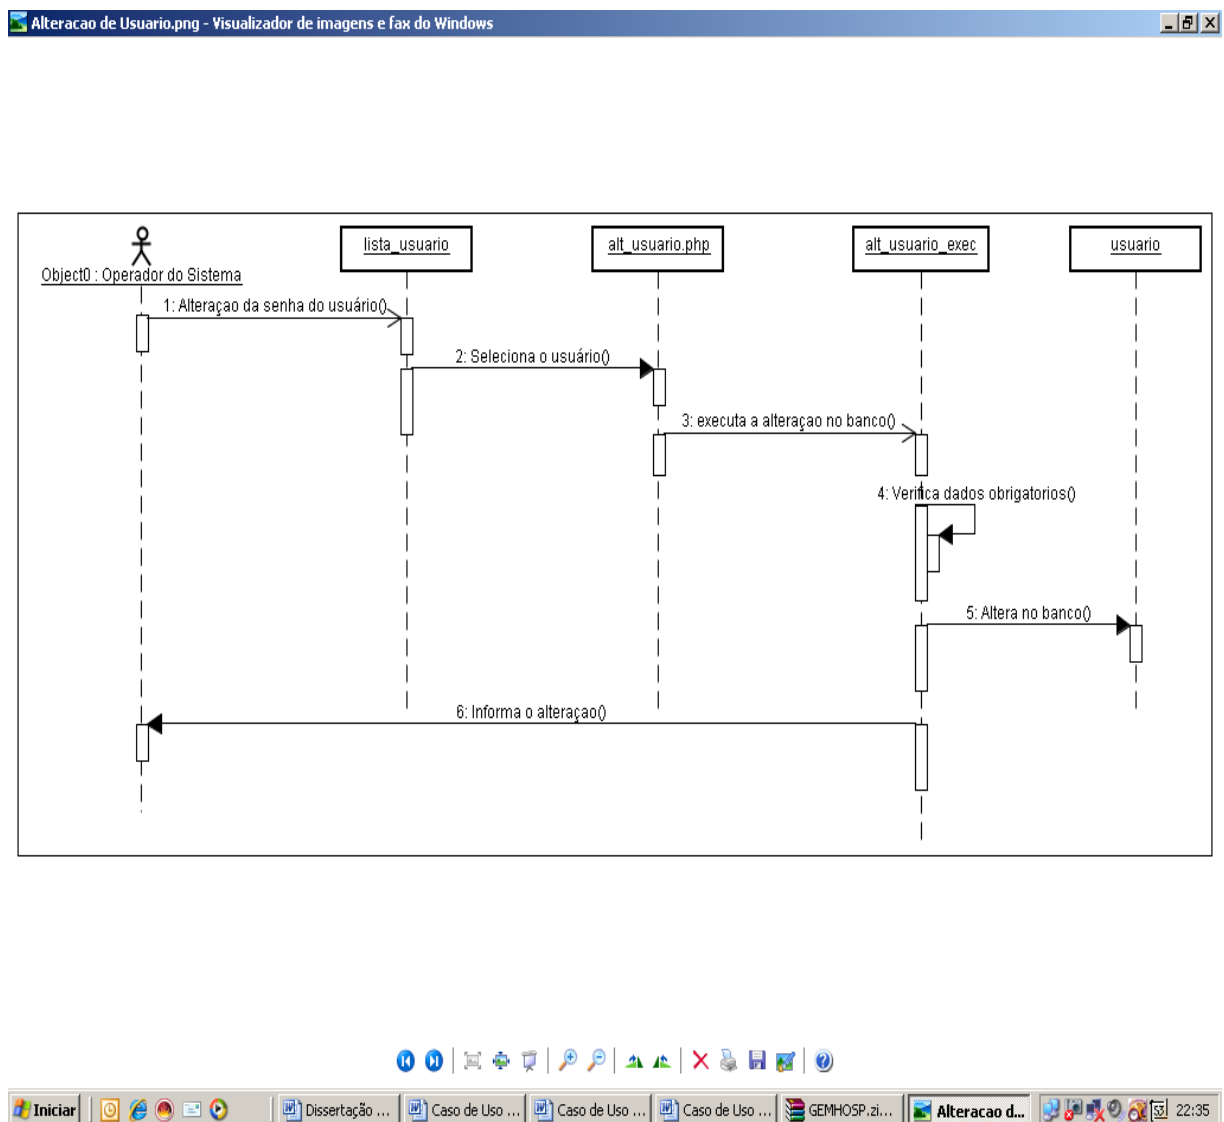 Alteracao de Usuario.png - Visualizador de imagens e fax do Windows
lista_usuario
alt_usuario.php
alt_usuario_exec
usuario
Object0 : Operador do Sistema
1: Alteraçao da senha do usuário()
2: Seleciona o usuário()
3: executa a alteraçao no banco()
4: Verifica dados obrigatorios()
5: Altera no banco()
6: Informa o alteraçao()
Iniciar
Dissertação ...
Caso de Uso ...
Caso de Uso ...
Caso de Uso ...
GEMHOSP.zi...
Alteracao d...
22:35